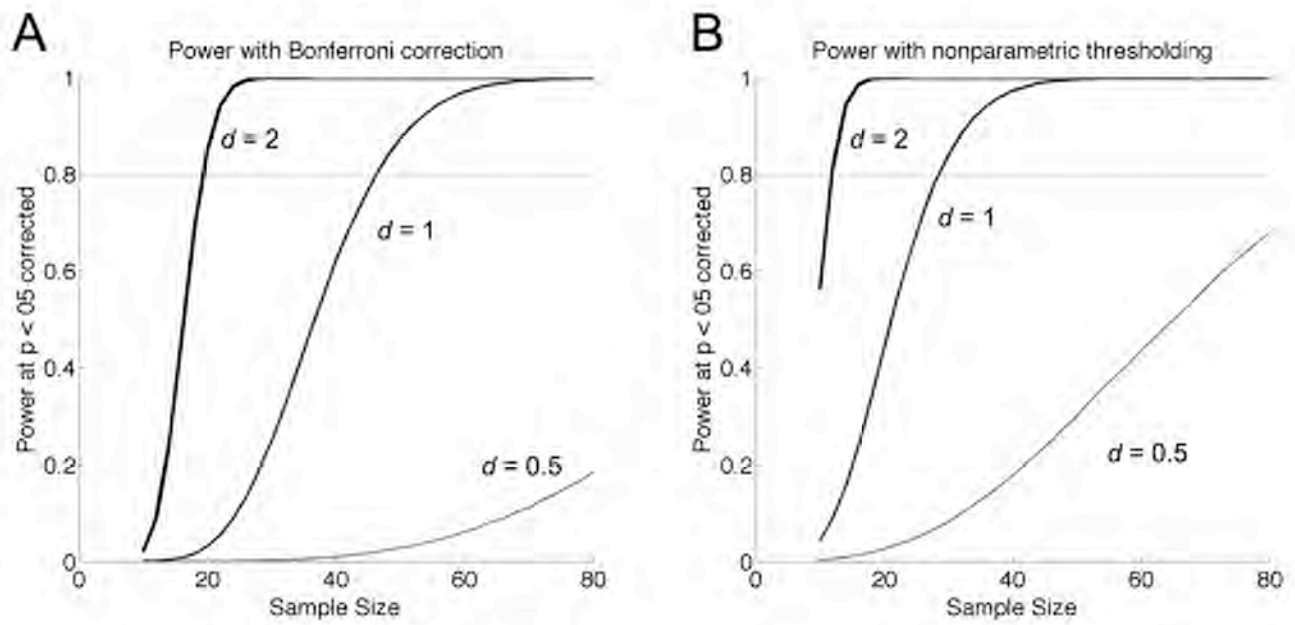 A
Power with Bonferroni correction
1
0.8
0.6
0.4
0.2
0
Power at p < 05 corrected
d = 2
d = 1
d = 0.5
0 20 40 60 80
Sample Size
B
Power with nonparametric thresholding
1
0.8
0.6
0.4
0.2
0
Power at p < 05 corrected
d = 2
d = 1
d = 0.5
0 20 40 60 80
Sample Size